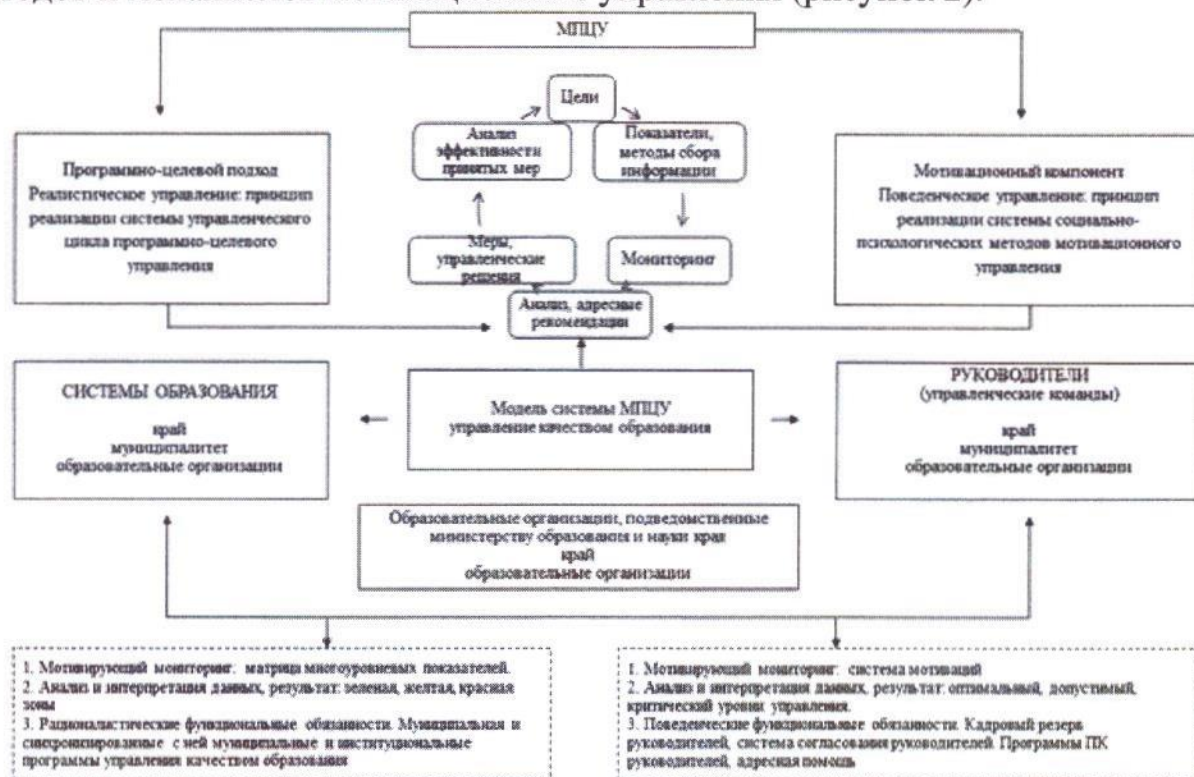 управления (рисунок 2).
МПЦУ
Цели
Анализ
эффективности
принятых мер
Показатели,
методы сбора
информации
Программно-целевой подход
Реалистическое управление: принцип
реализации системы управленческого
цикла программно-целевого
управления
Мотивационный компонент
Поведенческое управление: принцип
реализации системы социально-
психологических методов мотивационного
управления
Меры,
управленческие
решения
Мониторинг
Анализ, адресные
рекомендации
СИСТЕМЫ ОБРАЗОВАНИЯ
край
муниципалитет
образовательные организации
Модель системы МПЦУ
управление качеством образования
РУКОВОДИТЕЛИ
(управленческие команды)
край
муниципалитет
образовательные организации
Образовательные организации, подведомственные
министерству образования и науки края
край
образовательные организации
1. Мотивирующий мониторинг: матрица многоуровневых показателей.
2. Анализ и интерпретация данных, результат: зеленая, желтая, красная
зоны
3. Рационалистические функциональные обязанности. Муниципальная и
синхронизированные с ней муниципальные и институциональные
программы управления качеством образования
1. Мотивирующий мониторинг: система мотиваций
2. Анализ и интерпретация данных, результат: оптимальный, допустимый,
критический уровни управления.
3. Поведенческие функциональные обязанности. Кадровый резерв
руководителей, система согласования руководителей. Программы ПК
руководителей, адресная помощь